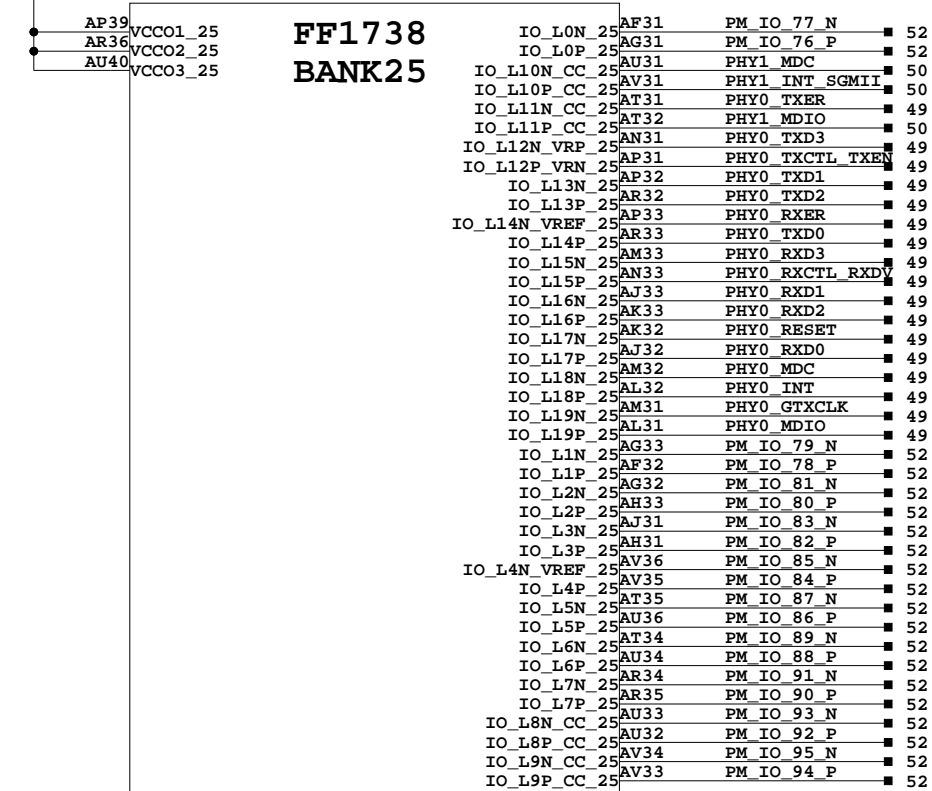 AP39 VCCO1_25
AR36 VCCO2_25
AU40 VCCO3_25
FF1738
BANK25
IO_L0N_25 AF31 PM_IO_77_N 52
IO_L0P_25 AG31 PM_IO_76_P 52
IO_L10N_CC_25 AU31 PHY1_MDC 50
IO_L10P_CC_25 AV31 PHY1_INT_SGMII 50
IO_L11N_CC_25 AT31 PHY0_TXER 49
IO_L11P_CC_25 AT32 PHY1_MDIO 50
IO_L12N_VRP_25 AN31 PHY0_TXD3 49
IO_L12P_VRN_25 AP31 PHY0_TXCTL_TXEN 49
IO_L13N_25 AP32 PHY0_TXD1 49
IO_L13P_25 AR32 PHY0_TXD2 49
IO_L14N_VREF_25 AP33 PHY0_RXER 49
IO_L14P_25 AR33 PHY0_TXD0 49
IO_L15N_25 AM33 PHY0_RXD3 49
IO_L15P_25 AN33 PHY0_RXCTL_RXDV 49
IO_L16N_25 AJ33 PHY0_RXD1 49
IO_L16P_25 AK33 PHY0_RXD2 49
IO_L17N_25 AK32 PHY0_RESET 49
IO_L17P_25 AJ32 PHY0_RXD0 49
IO_L18N_25 AM32 PHY0_MDC 49
IO_L18P_25 AL32 PHY0_INT 49
IO_L19N_25 AM31 PHY0_GTXCLK 49
IO_L19P_25 AL31 PHY0_MDIO 49
IO_L1N_25 AG33 PM_IO_79_N 52
IO_L1P_25 AF32 PM_IO_78_P 52
IO_L2N_25 AG32 PM_IO_81_N 52
IO_L2P_25 AH33 PM_IO_80_P 52
IO_L3N_25 AJ31 PM_IO_83_N 52
IO_L3P_25 AH31 PM_IO_82_P 52
IO_L4N_VREF_25 AV36 PM_IO_85_N 52
IO_L4P_25 AV35 PM_IO_84_P 52
IO_L5N_25 AT35 PM_IO_87_N 52
IO_L5P_25 AU36 PM_IO_86_P 52
IO_L6N_25 AT34 PM_IO_89_N 52
IO_L6P_25 AU34 PM_IO_88_P 52
IO_L7N_25 AR34 PM_IO_91_N 52
IO_L7P_25 AR35 PM_IO_90_P 52
IO_L8N_CC_25 AU33 PM_IO_93_N 52
IO_L8P_CC_25 AU32 PM_IO_92_P 52
IO_L9N_CC_25 AV34 PM_IO_95_N 52
IO_L9P_CC_25 AV33 PM_IO_94_P 52